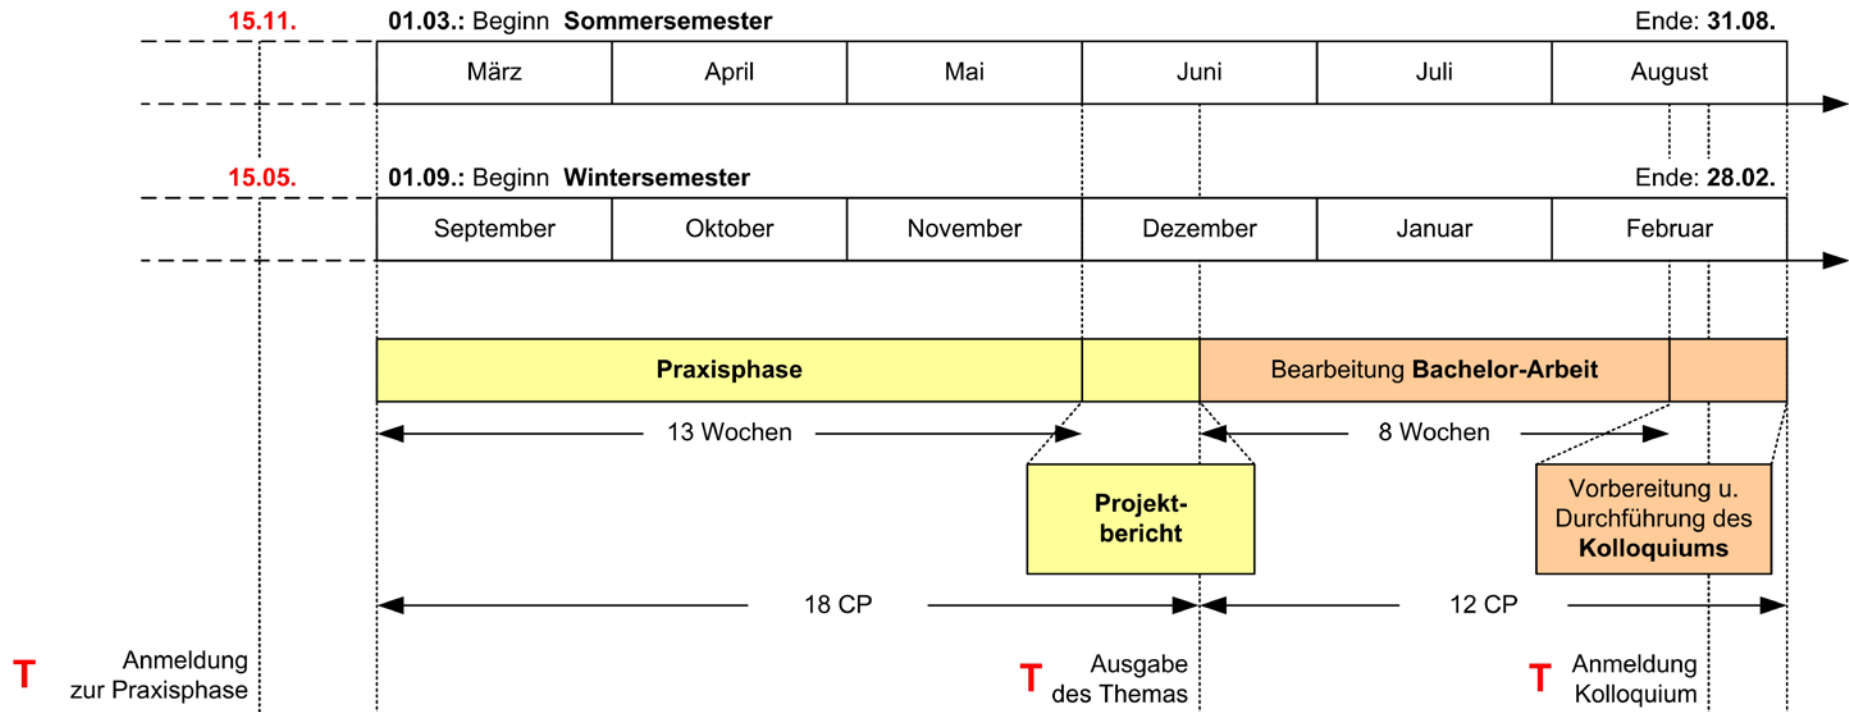 15.11.
01.03.: Beginn Sommersemester
Ende: 31.08.
März
April
Mai
Juni
Juli
August
15.05.
01.09.: Beginn Wintersemester
Ende: 28.02.
September
Oktober
November
Dezember
Januar
Februar
Praxisphase
Bearbeitung Bachelor-Arbeit
13 Wochen
8 Wochen
Projekt-
bericht
Vorbereitung u.
Durchführung des
Kolloquiums
18 CP
12 CP
T
Anmeldung
zur Praxisphase
T
Ausgabe
des Themas
T
Anmeldung
Kolloquium